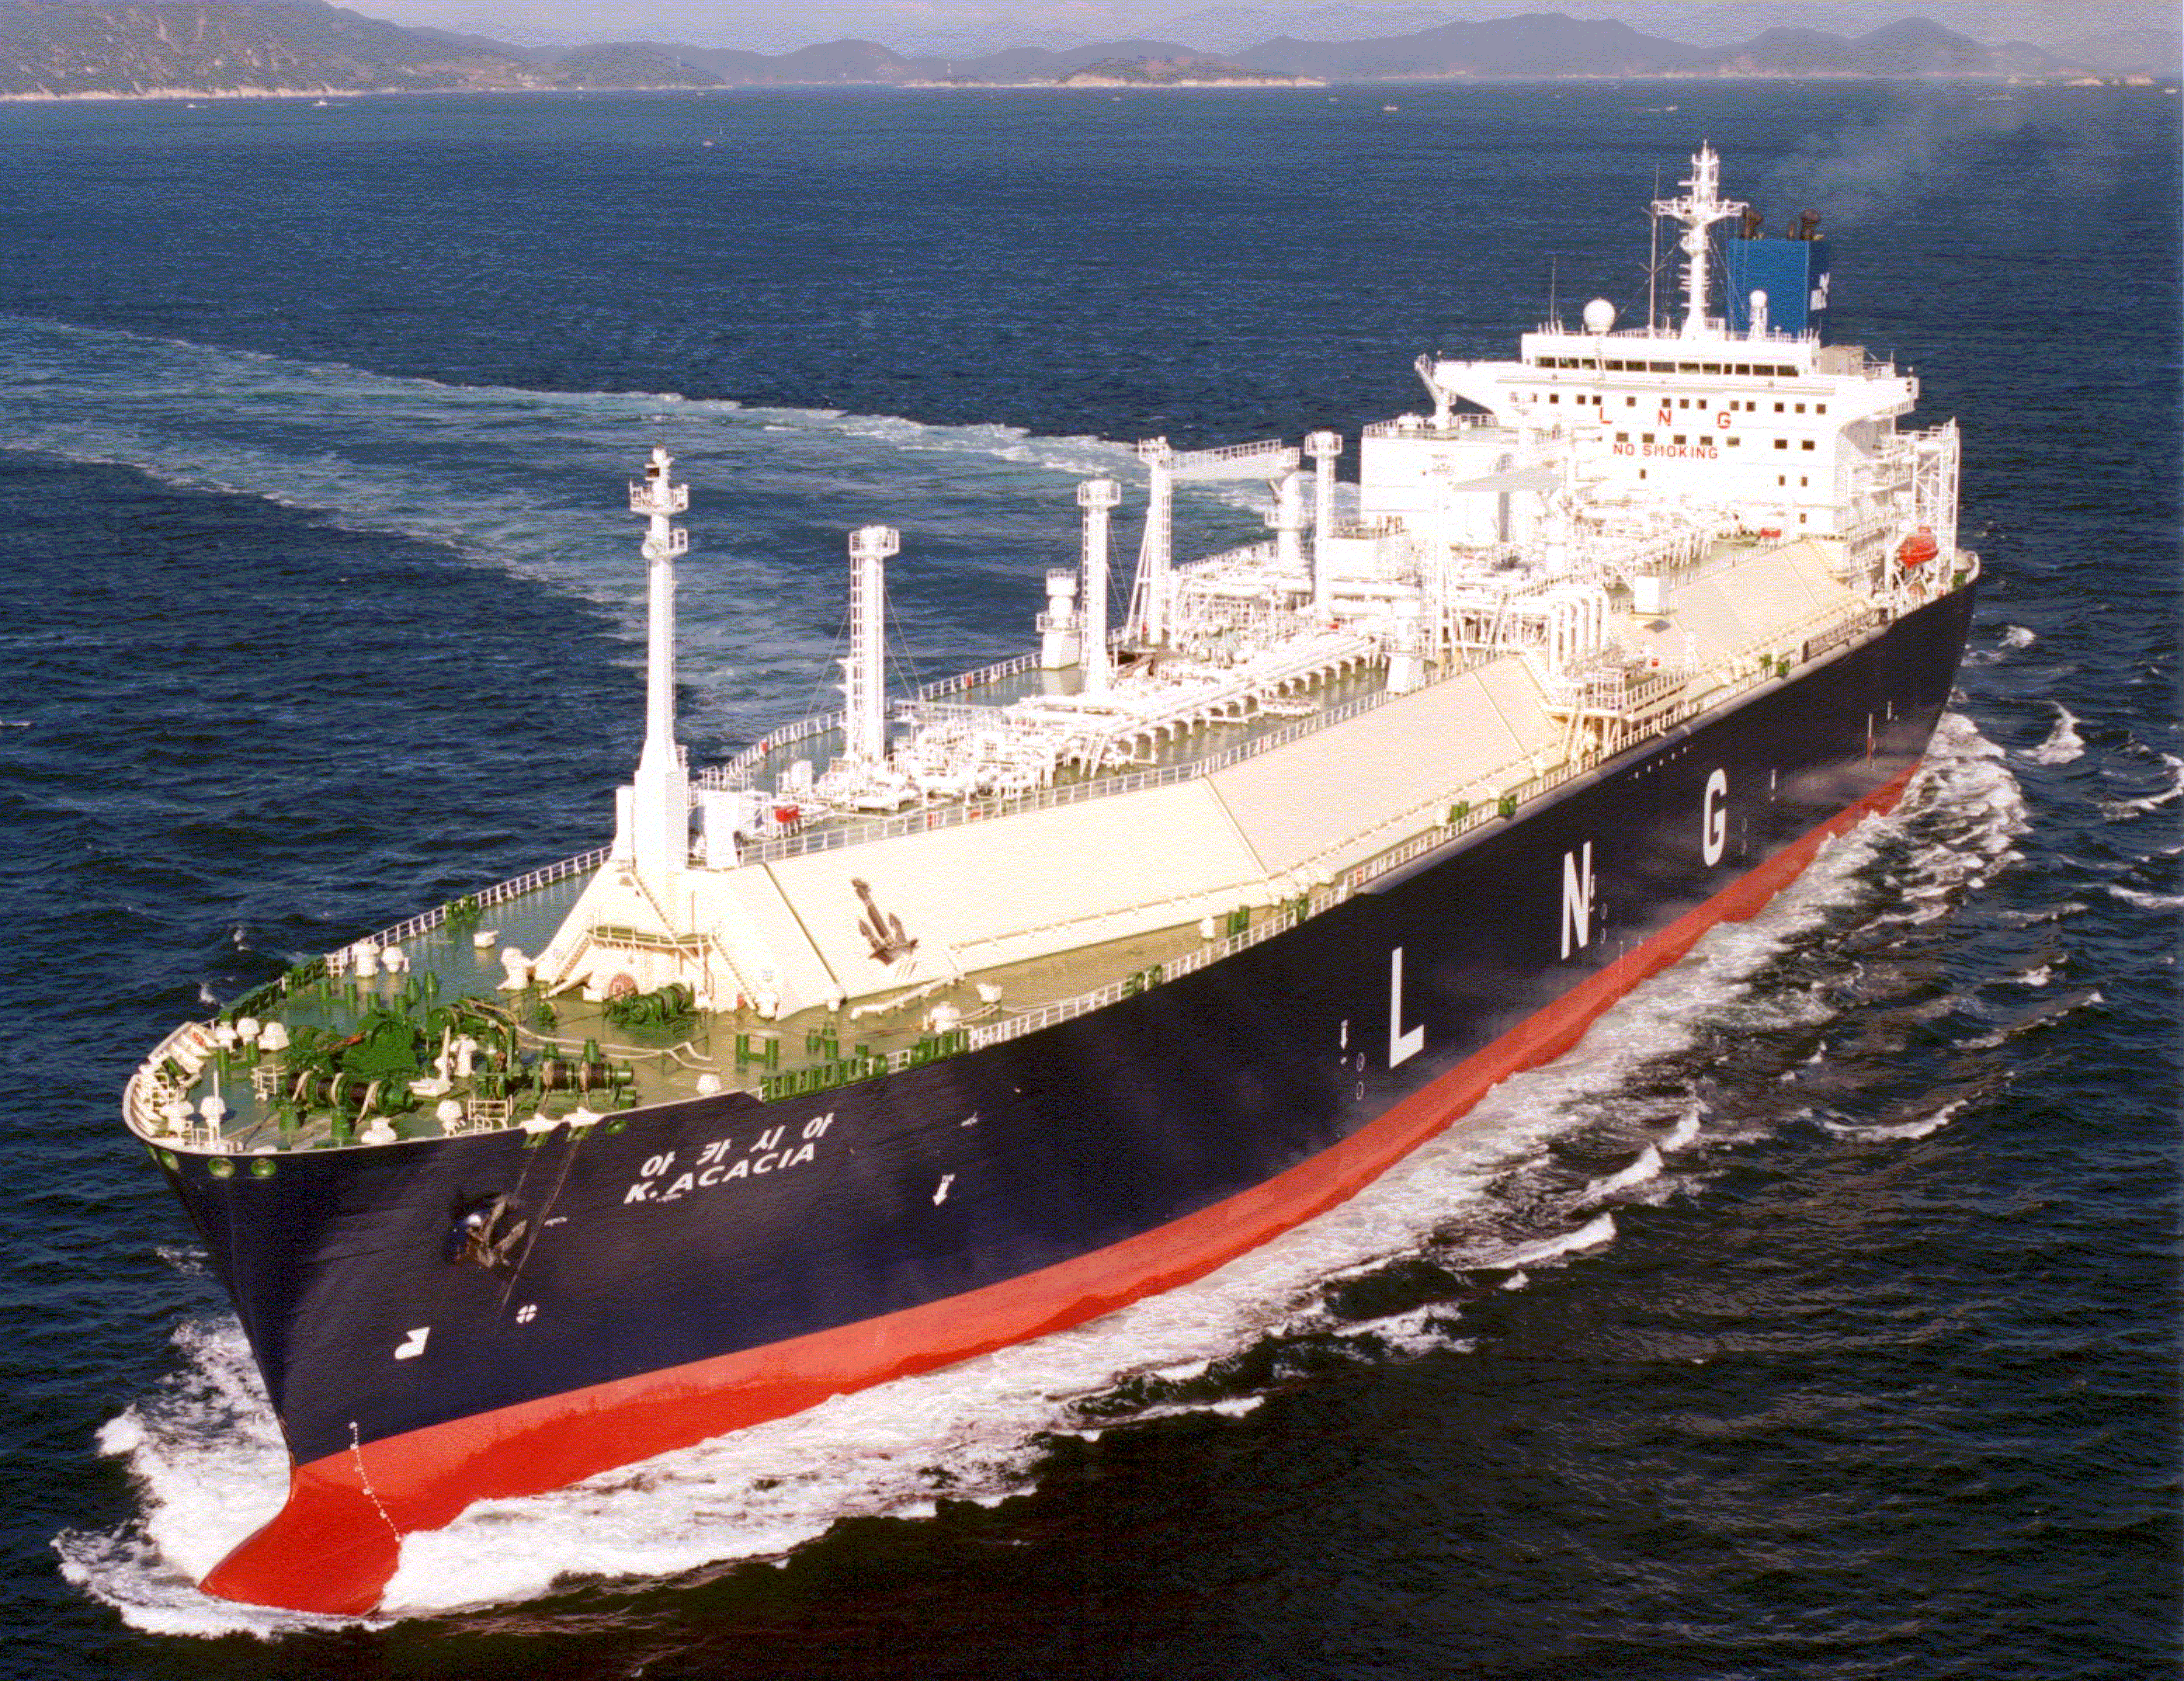 L N G
NO SMOKING
L N G
아카시아
K. ACACIA